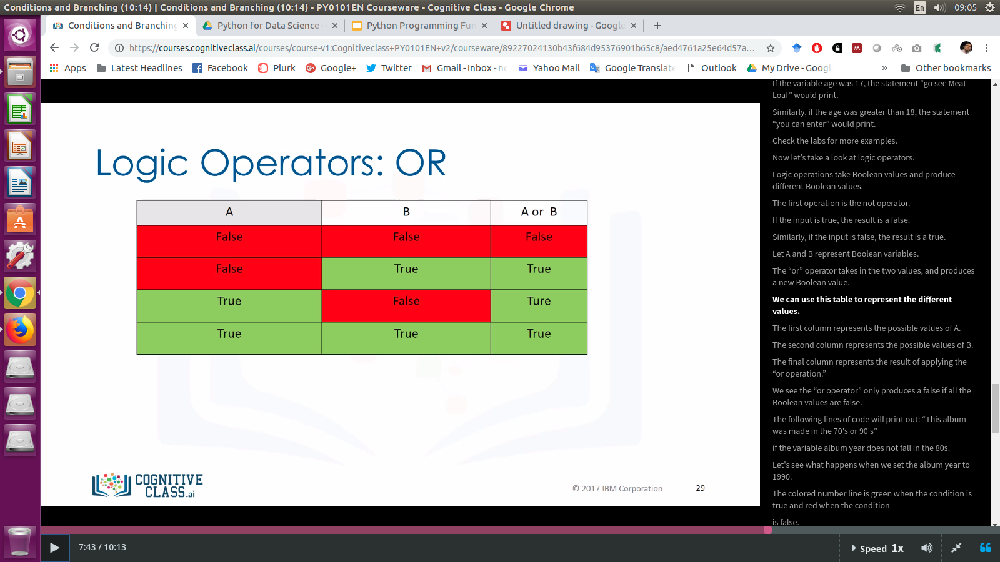 Conditions and Branching (10:14) | Conditions and Branching (10:14) - PY0101EN Courseware - Cognitive Class - Google Chrome
En
09:05
Conditions and Branching
Python for Data Science -
Python Programming Fun
Untitled drawing - Google
https://courses.cognitiveclass.ai/courses/course-v1:Cognitiveclass+PY0101EN+v2/courseware/89227024130b43f684d95376901b65c8/aed4761a25e64d57a...
Apps
Latest Headlines
Facebook
Plurk
Google+
Twitter
Gmail - Inbox - no
Yahoo Mail
Google Translate
Outlook
My Drive - Googl
»
Other bookmarks
Logic Operators: OR
A B A or B
False False False
False True True
True False Ture
True True True
COGNITIVE
CLASS.ai
© 2017 IBM Corporation
29
If the variable age was 17, the statement “go see Meat
Loaf” would print.
Similarly, if the age was greater than 18, the statement
“you can enter” would print.
Check the labs for more examples.
Now let’s take a look at logic operators.
Logic operations take Boolean values and produce
different Boolean values.
The first operation is the not operator.
If the input is true, the result is a false.
Similarly, if the input is false, the result is a true.
Let A and B represent Boolean variables.
The “or” operator takes in the two values, and produces
a new Boolean value.
We can use this table to represent the different
values.
The first column represents the possible values of A.
The second column represents the possible values of B.
The final column represents the result of applying the
“or operation.”
We see the “or operator” only produces a false if all the
Boolean values are false.
The following lines of code will print out: “This album
was made in the 70's or 90's”
if the variable album year does not fall in the 80s.
Let's see what happens when we set the album year to
1990.
The colored number line is green when the condition is
true and red when the condition
is false.
7:43 / 10:13
Speed 1x